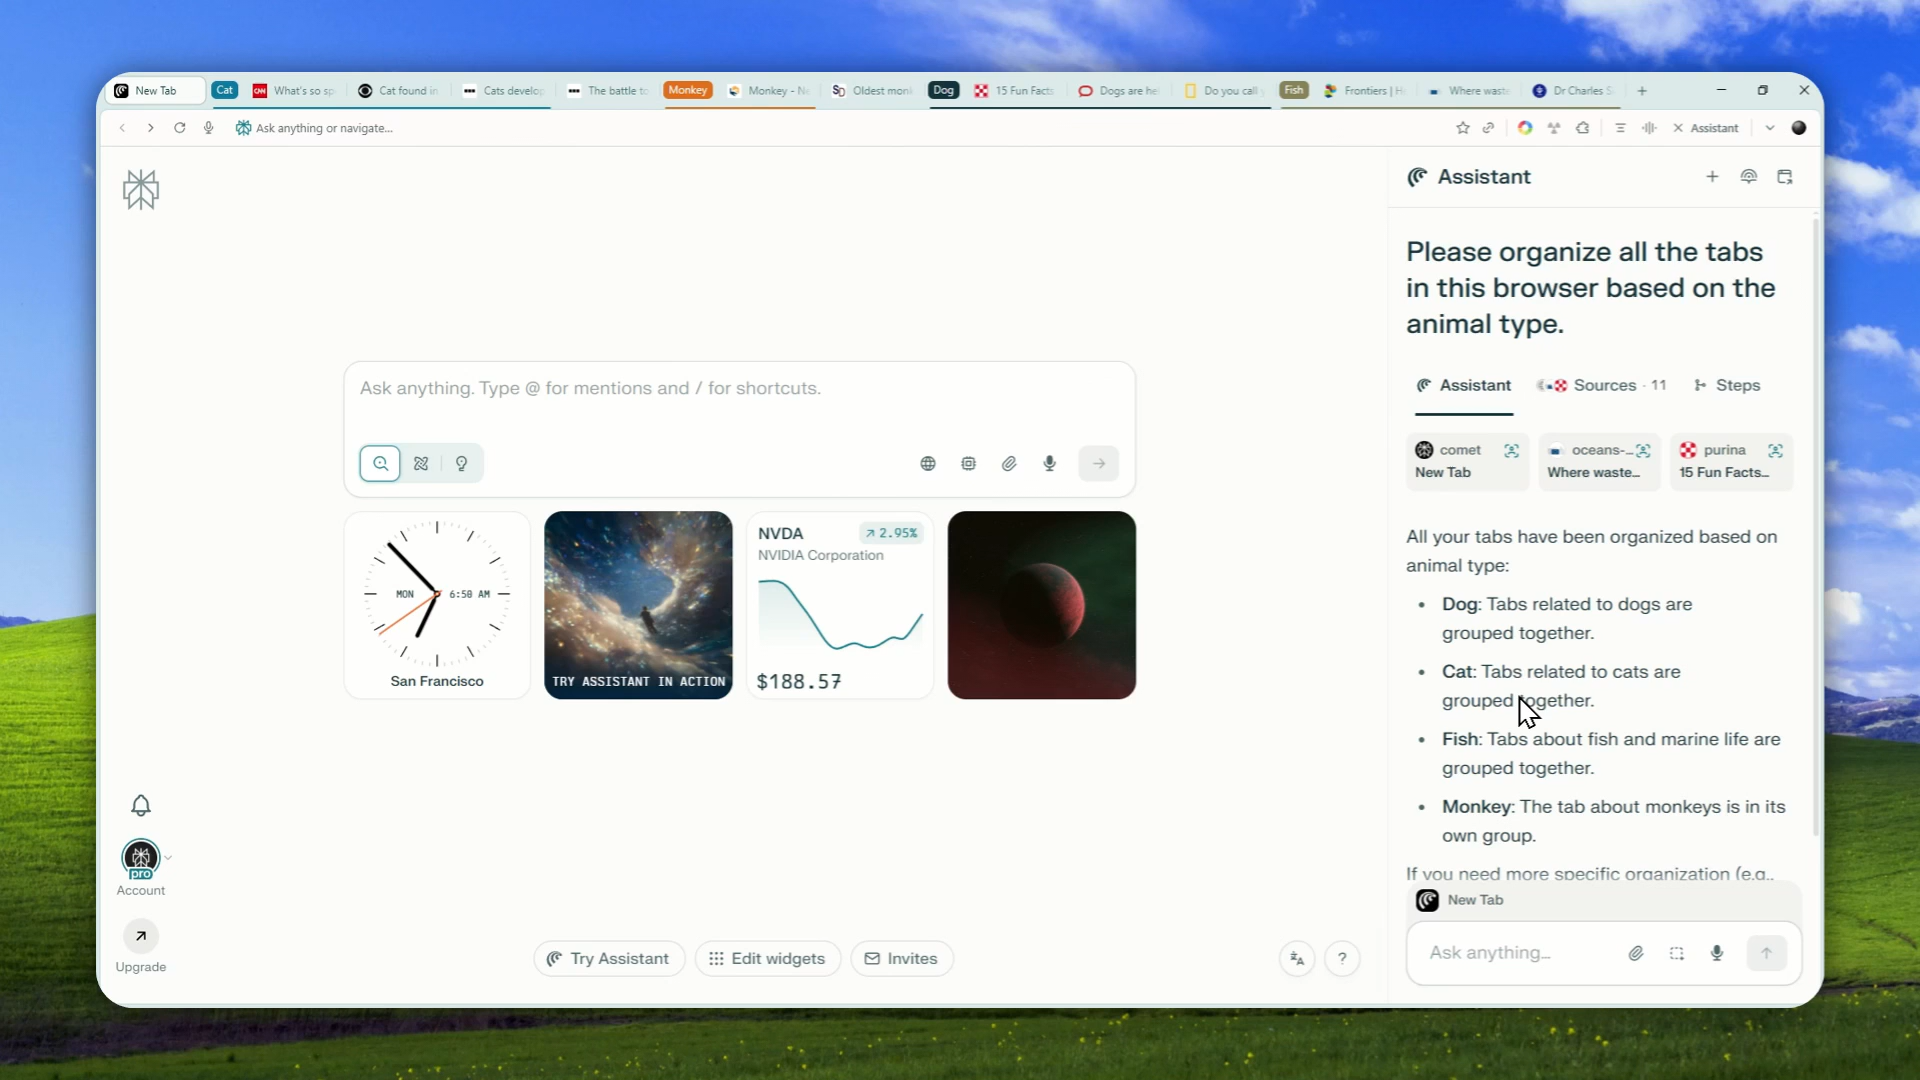 New Tab
Cat
CNN
What's so sp
Cat found in
Cats develop
The battle to
Monkey
Monkey - Ne
SD
Oldest monk
Dog
15 Fun Facts
Dogs are he
Do you call
Fish
Frontiers | H
Where waste
Dr Charles S
Ask anything or navigate...
Assistant
Ask anything. Type @ for mentions and / for shortcuts.
MON
6:50 AM
San Francisco
TRY ASSISTANT IN ACTION
NVDA
2.95%
NVIDIA Corporation
$188.57
pro
Account
Upgrade
Try Assistant
Edit widgets
Invites
?
Assistant
Please organize all the tabs
in this browser based on the
animal type.
Assistant
Sources · 11
Steps
comet
New Tab
oceans-...
Where waste...
purina
15 Fun Facts...
All your tabs have been organized based on
animal type:
• Dog: Tabs related to dogs are
grouped together.
• Cat: Tabs related to cats are
grouped together.
• Fish: Tabs about fish and marine life are
grouped together.
• Monkey: The tab about monkeys is in its
own group.
If you need more specific organization (e.g.,
New Tab
Ask anything...